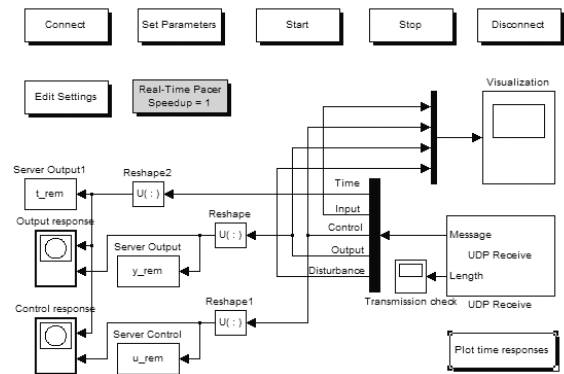 Connect
Set Parameters
Start
Stop
Disconnect
Edit Settings
Real-Time Pacer
Speedup = 1
Visualization
Server Output1
t_rem
Reshape2
U( : )
Time
Output response
Reshape
U( : )
Input
Control
Message
Server Output
y_rem
Output
UDP Receive
Disturbance
Length
Transmission check
UDP Receive
Control response
Reshape1
U( : )
Server Control
u_rem
Plot time responses